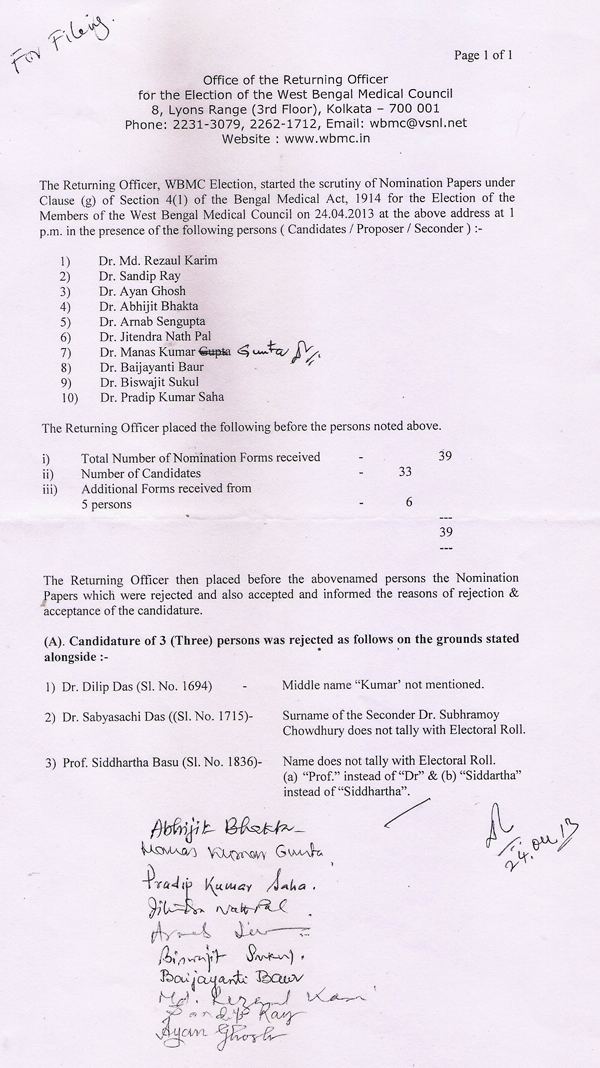 For Filing.
Page 1 of 1
Office of the Returning Officer
for the Election of the West Bengal Medical Council
8, Lyons Range (3rd Floor), Kolkata – 700 001
Phone: 2231-3079, 2262-1712, Email: wbmc@vsnl.net
Website : www.wbmc.in
The Returning Officer, WBMC Election, started the scrutiny of Nomination Papers under
Clause (g) of Section 4(1) of the Bengal Medical Act, 1914 for the Election of the
Members of the West Bengal Medical Council on 24.04.2013 at the above address at 1
p.m. in the presence of the following persons ( Candidates / Proposer / Seconder ) :-
1) Dr. Md. Rezaul Karim
2) Dr. Sandip Ray
3) Dr. Ayan Ghosh
4) Dr. Abhijit Bhakta
5) Dr. Arnab Sengupta
6) Dr. Jitendra Nath Pal
7) Dr. Manas Kumar Gupta Gunta
8) Dr. Baijayanti Baur
9) Dr. Biswajit Sukul
10) Dr. Pradip Kumar Saha
The Returning Officer placed the following before the persons noted above.
i) Total Number of Nomination Forms received - 39
ii) Number of Candidates - 33
iii) Additional Forms received from
5 persons - 6
---
39
---
The Returning Officer then placed before the abovenamed persons the Nomination
Papers which were rejected and also accepted and informed the reasons of rejection &
acceptance of the candidature.
(A). Candidature of 3 (Three) persons was rejected as follows on the grounds stated
alongside :-
1) Dr. Dilip Das (Sl. No. 1694) - Middle name “Kumar’ not mentioned.
2) Dr. Sabyasachi Das ((Sl. No. 1715)- Surname of the Seconder Dr. Subhramoy
Chowdhury does not tally with Electoral Roll.
3) Prof. Siddhartha Basu (Sl. No. 1836)- Name does not tally with Electoral Roll.
(a) “Prof.” instead of “Dr” & (b) “Siddartha”
instead of “Siddhartha”.
Abhijit Bhakta
Manas Kumar Gunta
Pradip Kumar Saha.
Jitendra Nath Pal
Arnab
Biswajit Sukul.
Baijayanti Baur
Md. Rezaul Karim
Sandip Ray
Ayan Ghosh
24.04.13